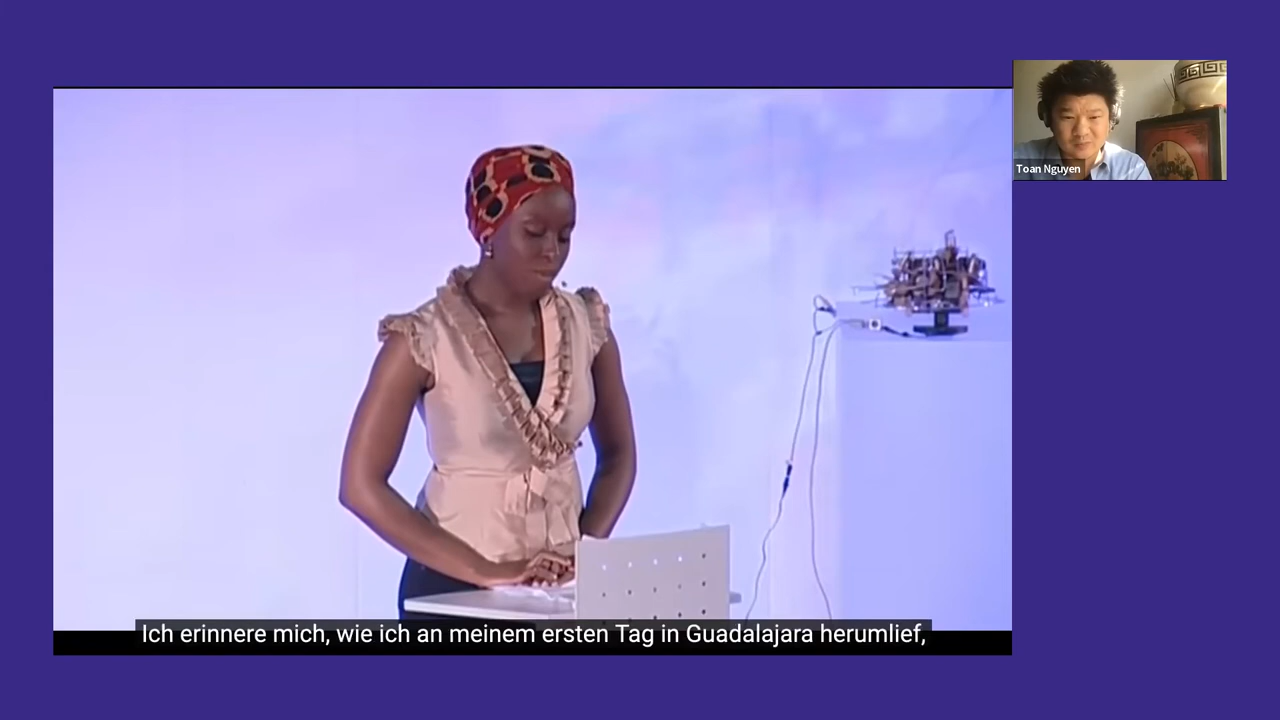 Toan Nguyen
Ich erinnere mich, wie ich an meinem ersten Tag in Guadalajara herumlief,